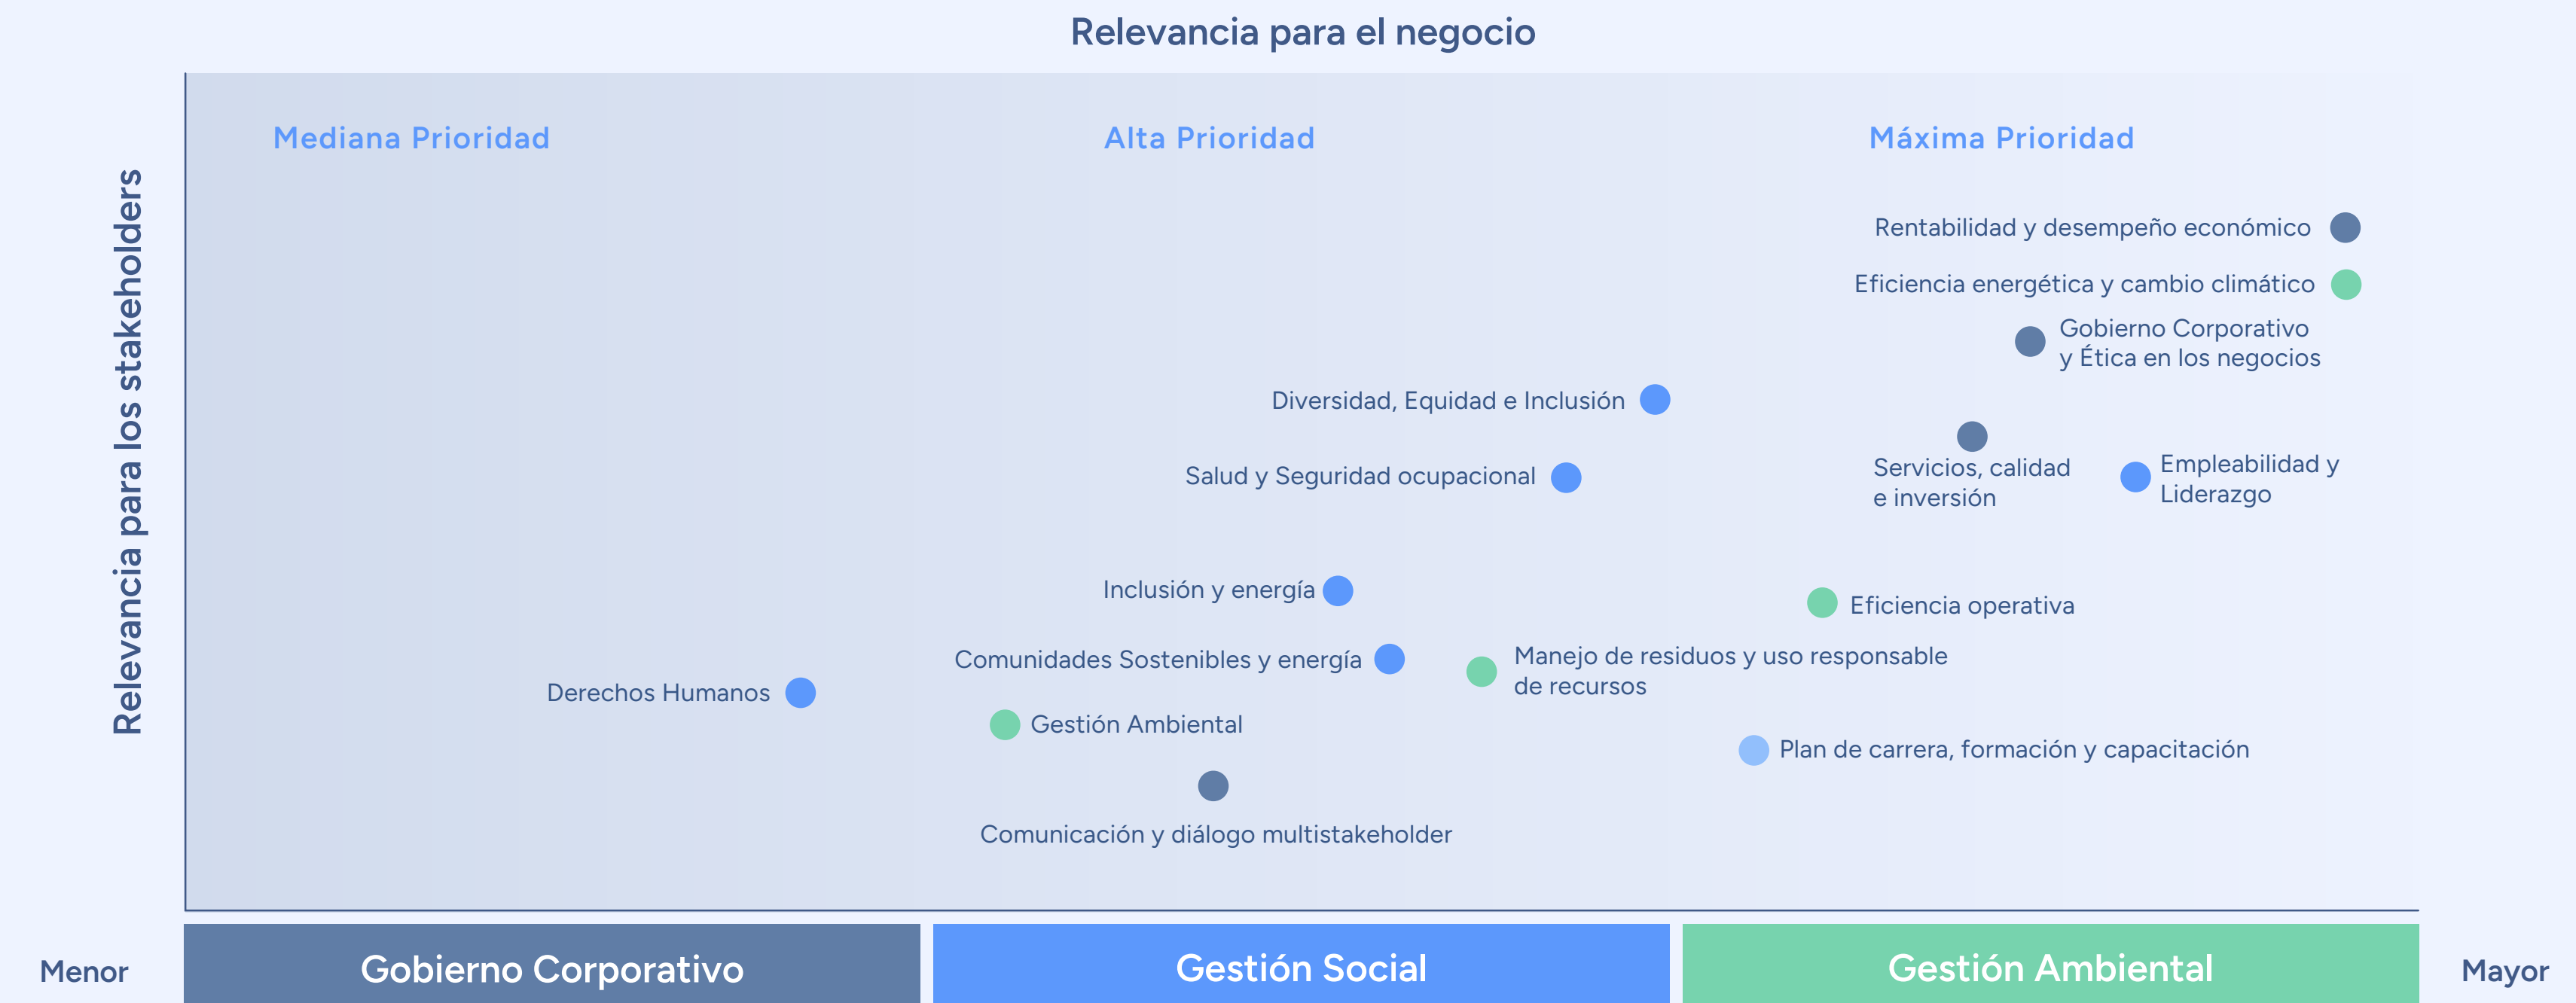 Relevancia para el negocio
Relevancia para los stakeholders
Mediana Prioridad
Alta Prioridad
Máxima Prioridad
Rentabilidad y desempeño económico
Eficiencia energética y cambio climático
Gobierno Corporativo
y Ética en los negocios
Diversidad, Equidad e Inclusión
Servicios, calidad
e inversión
Empleabilidad y
Liderazgo
Salud y Seguridad ocupacional
Inclusión y energía
Eficiencia operativa
Comunidades Sostenibles y energía
Manejo de residuos y uso responsable
de recursos
Derechos Humanos
Gestión Ambiental
Plan de carrera, formación y capacitación
Comunicación y diálogo multistakeholder
Menor
Gobierno Corporativo
Gestión Social
Gestión Ambiental
Mayor